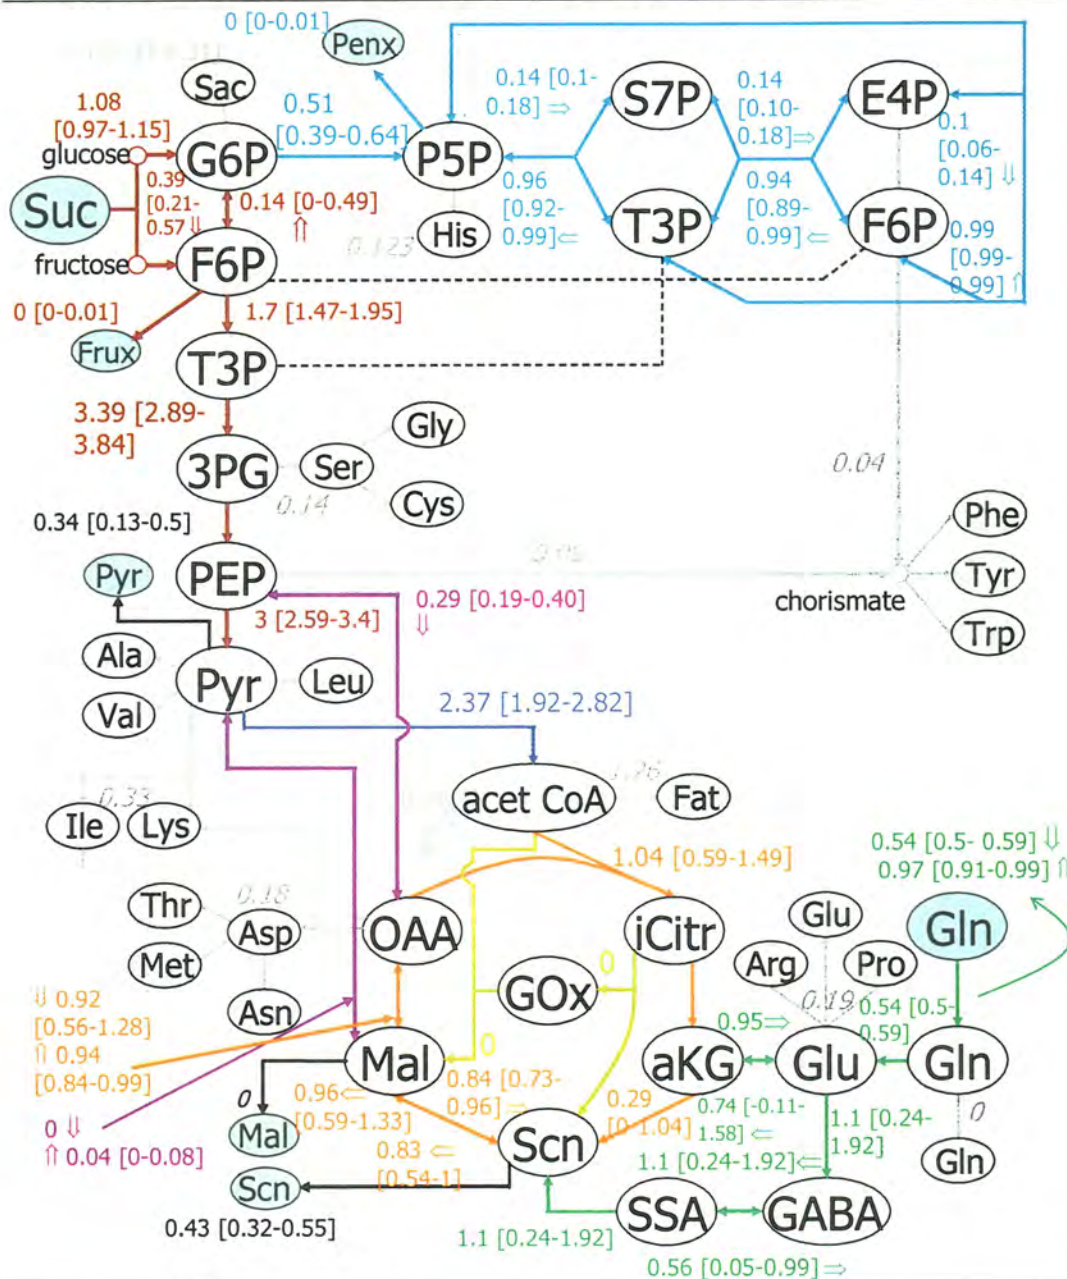 0 [0-0.01]
Penx
Sac
1.08
[0.97-1.15]
glucose
G6P
0.51
[0.39-0.64]
P5P
0.14 [0.1-
0.18] ⇒
S7P
0.14
[0.10-
0.18]⇒
E4P
0.1
[0.06-
0.14] ⇓
Suc
0.39
[0.21-
0.57⇓
0.14 [0-0.49]
⇑
fructose
F6P
0.123
His
0.96
[0.92-
0.99]⇐
T3P
0.94
[0.89-
0.99]⇐
F6P
0.99
[0.99-
0.99] ⇑
0 [0-0.01]
Frux
1.7 [1.47-1.95]
T3P
3.39 [2.89-
3.84]
3PG
0.14
Ser
Gly
Cys
0.04
0.34 [0.13-0.5]
Pyr
PEP
3 [2.59-3.4]
0.29 [0.19-0.40]
⇓
chorismate
Phe
Tyr
Trp
Ala
Val
Pyr
Leu
2.37 [1.92-2.82]
acet CoA
Fat
0.33
Ile
Lys
1.04 [0.59-1.49]
0.54 [0.5- 0.59] ⇓
0.97 [0.91-0.99] ⇑
Thr
Met
0.18
Asp
Asn
OAA
iCitr
Glu
Arg
Pro
0.19
Gln
GOx
0
0
⇓ 0.92
[0.56-1.28]
⇑ 0.94
[0.84-0.99]
0 ⇓
⇑ 0.04 [0-0.08]
Mal
0
Mal
Scn
0.43 [0.32-0.55]
0.96⇐
[0.59-1.33]
0.84 [0.73-
0.96] ⇒
0.83 ⇐
[0.54-1]
Scn
0.29
[0-1.04]
aKG
0.95⇒
Glu
0.54 [0.5-
0.59]
Gln
0
Gln
0.74 [-0.11-
1.58] ⇐
1.1 [0.24-1.92]⇐
1.1 [0.24-
1.92]
SSA
GABA
1.1 [0.24-1.92]
0.56 [0.05-0.99] ⇒